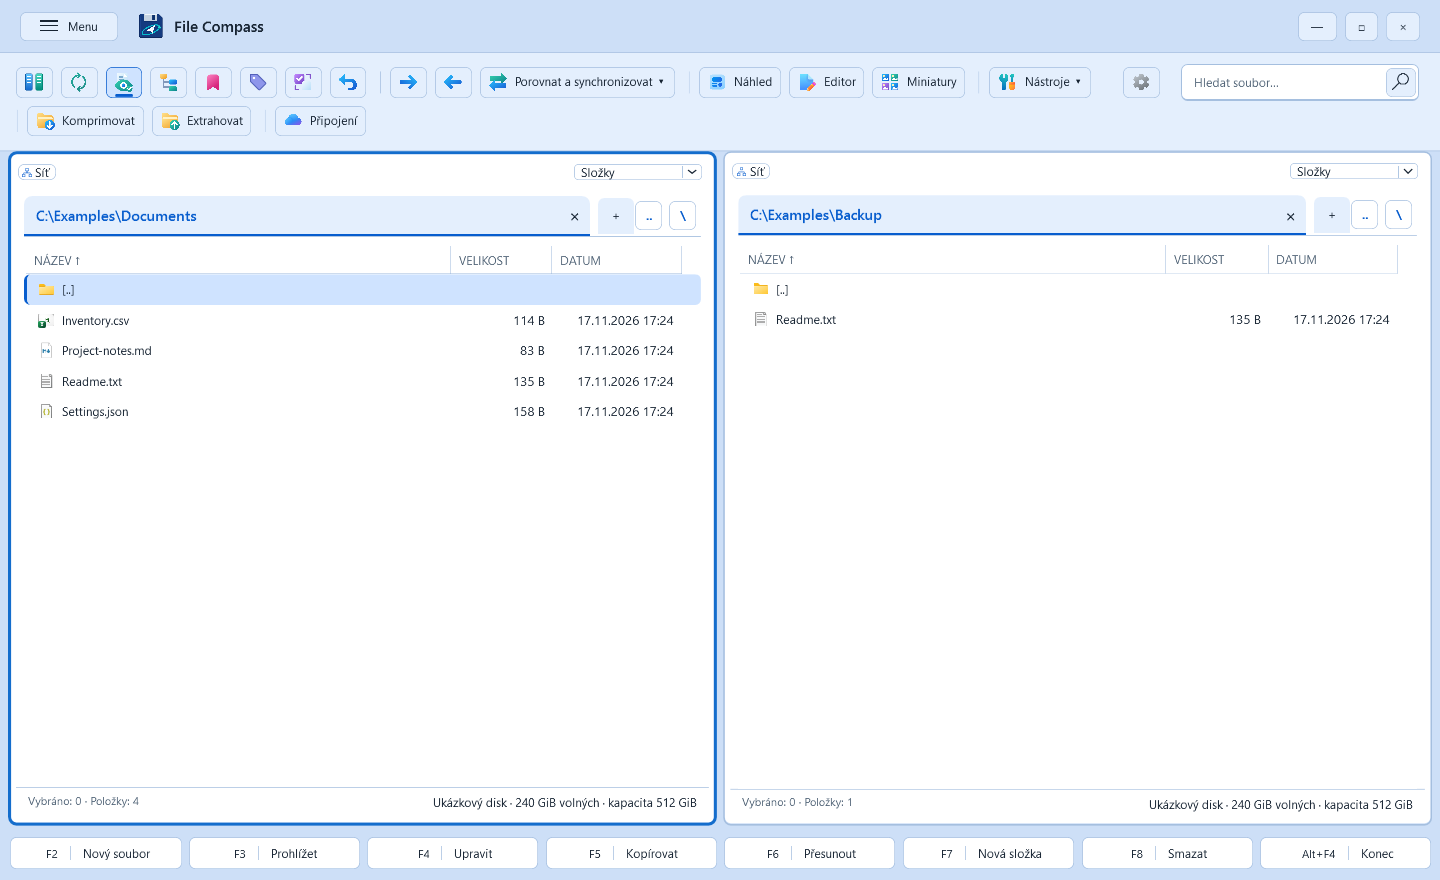 Menu
File Compass
Porovnat a synchronizovat
Náhled
Editor
Miniatury
Nástroje
Hledat soubor...
Komprimovat
Extrahovat
Připojení
Síť
Složky
C:\Examples\Documents
×
+
..
\
NÁZEV ↑
VELIKOST
DATUM
[..]
Inventory.csv 114 B 17.11.2026 17:24
Project-notes.md 83 B 17.11.2026 17:24
Readme.txt 135 B 17.11.2026 17:24
Settings.json 158 B 17.11.2026 17:24
Vybráno: 0 · Položky: 4
Ukázkový disk · 240 GiB volných · kapacita 512 GiB
Síť
Složky
C:\Examples\Backup
×
+
..
\
NÁZEV ↑
VELIKOST
DATUM
[..]
Readme.txt 135 B 17.11.2026 17:24
Vybráno: 0 · Položky: 1
Ukázkový disk · 240 GiB volných · kapacita 512 GiB
F2 Nový soubor
F3 Prohlížet
F4 Upravit
F5 Kopírovat
F6 Přesunout
F7 Nová složka
F8 Smazat
Alt+F4 Konec